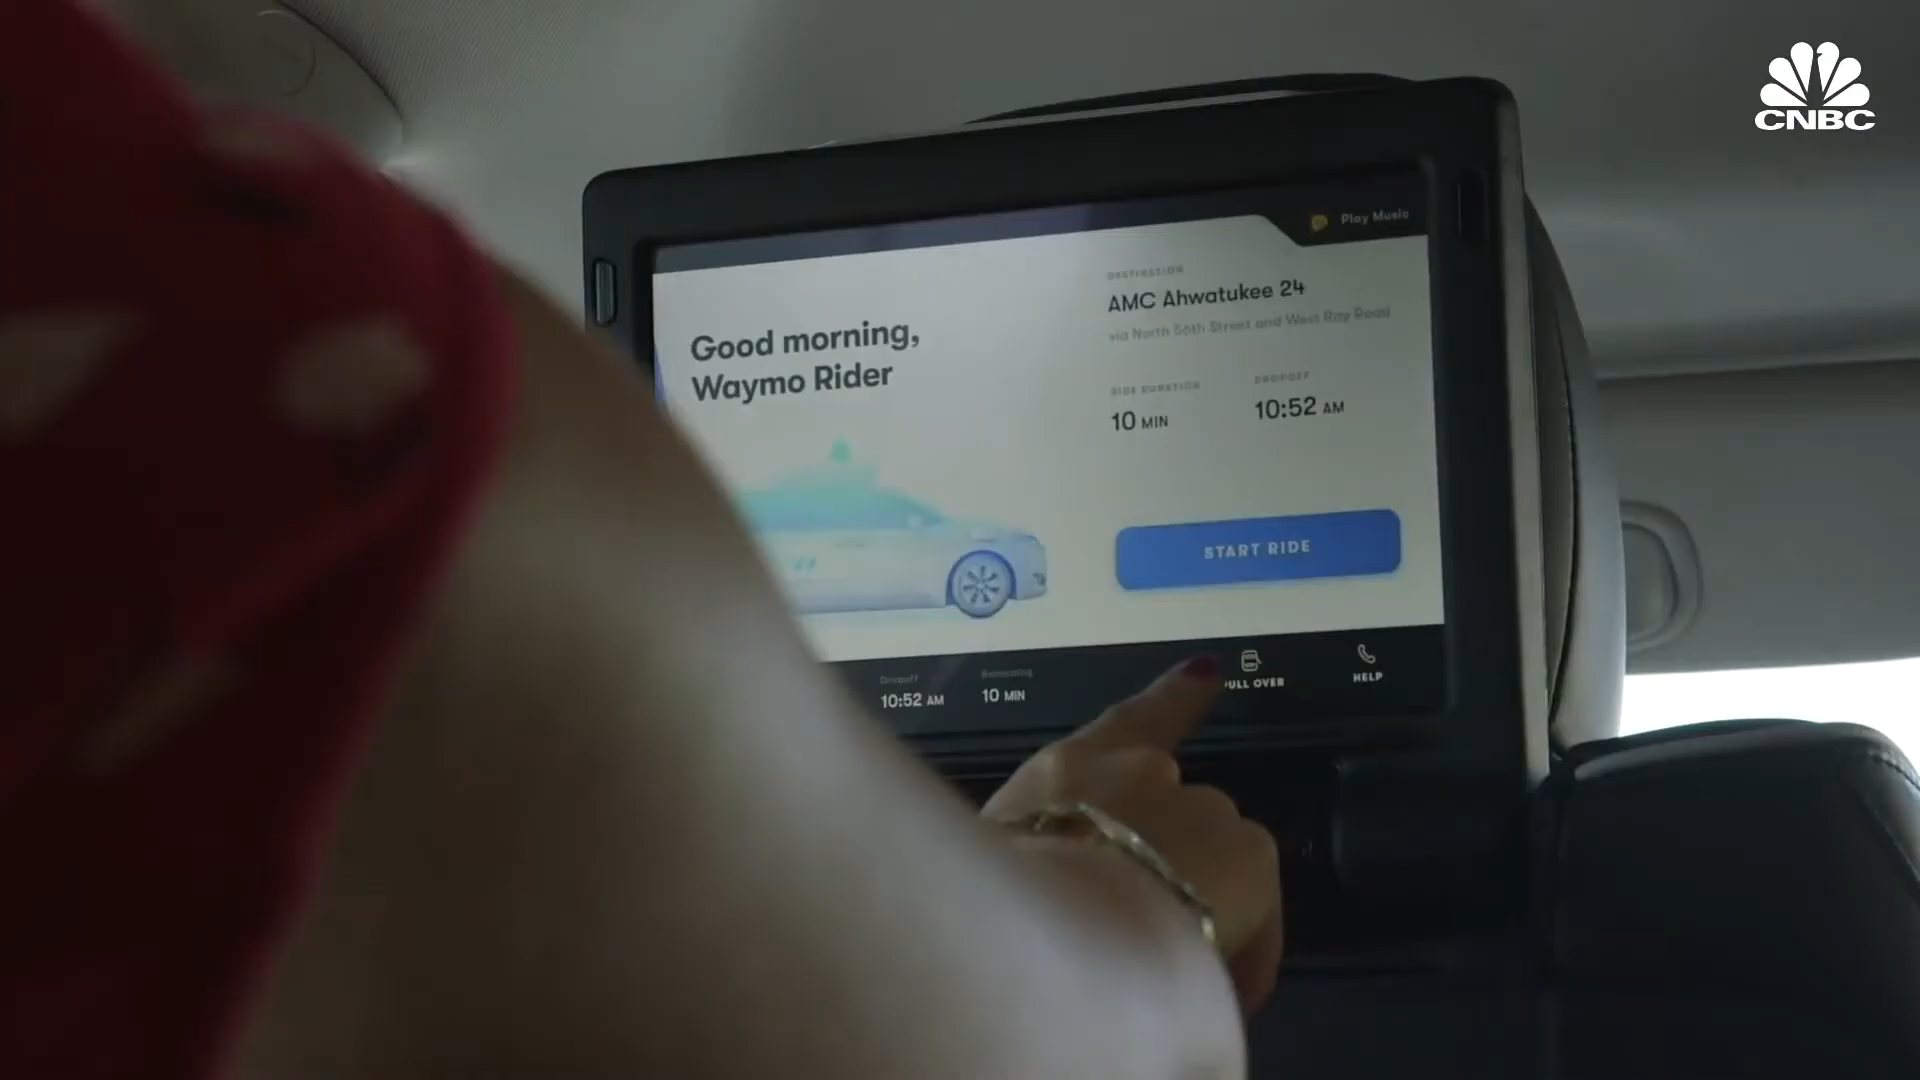 CNBC
Play Music
Good morning,
Waymo Rider
DESTINATION
AMC Ahwatukee 24
via North 56th Street and West Ray Road
RIDE DURATION
10 MIN
DROPOFF
10:52 AM
START RIDE
Dropoff
10:52 AM
Remaining
10 MIN
PULL OVER
HELP